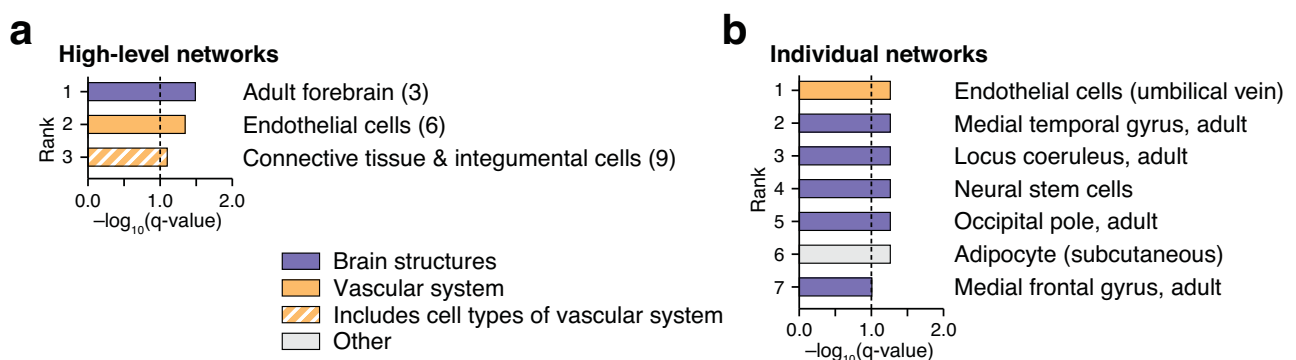 a
High-level networks
Rank
1 Adult forebrain (3)
2 Endothelial cells (6)
3 Connective tissue & integumental cells (9)
0.0 1.0 2.0
–log10(q-value)
Brain structures
Vascular system
Includes cell types of vascular system
Other
b
Individual networks
Rank
1 Endothelial cells (umbilical vein)
2 Medial temporal gyrus, adult
3 Locus coeruleus, adult
4 Neural stem cells
5 Occipital pole, adult
6 Adipocyte (subcutaneous)
7 Medial frontal gyrus, adult
0.0 1.0 2.0
–log10(q-value)